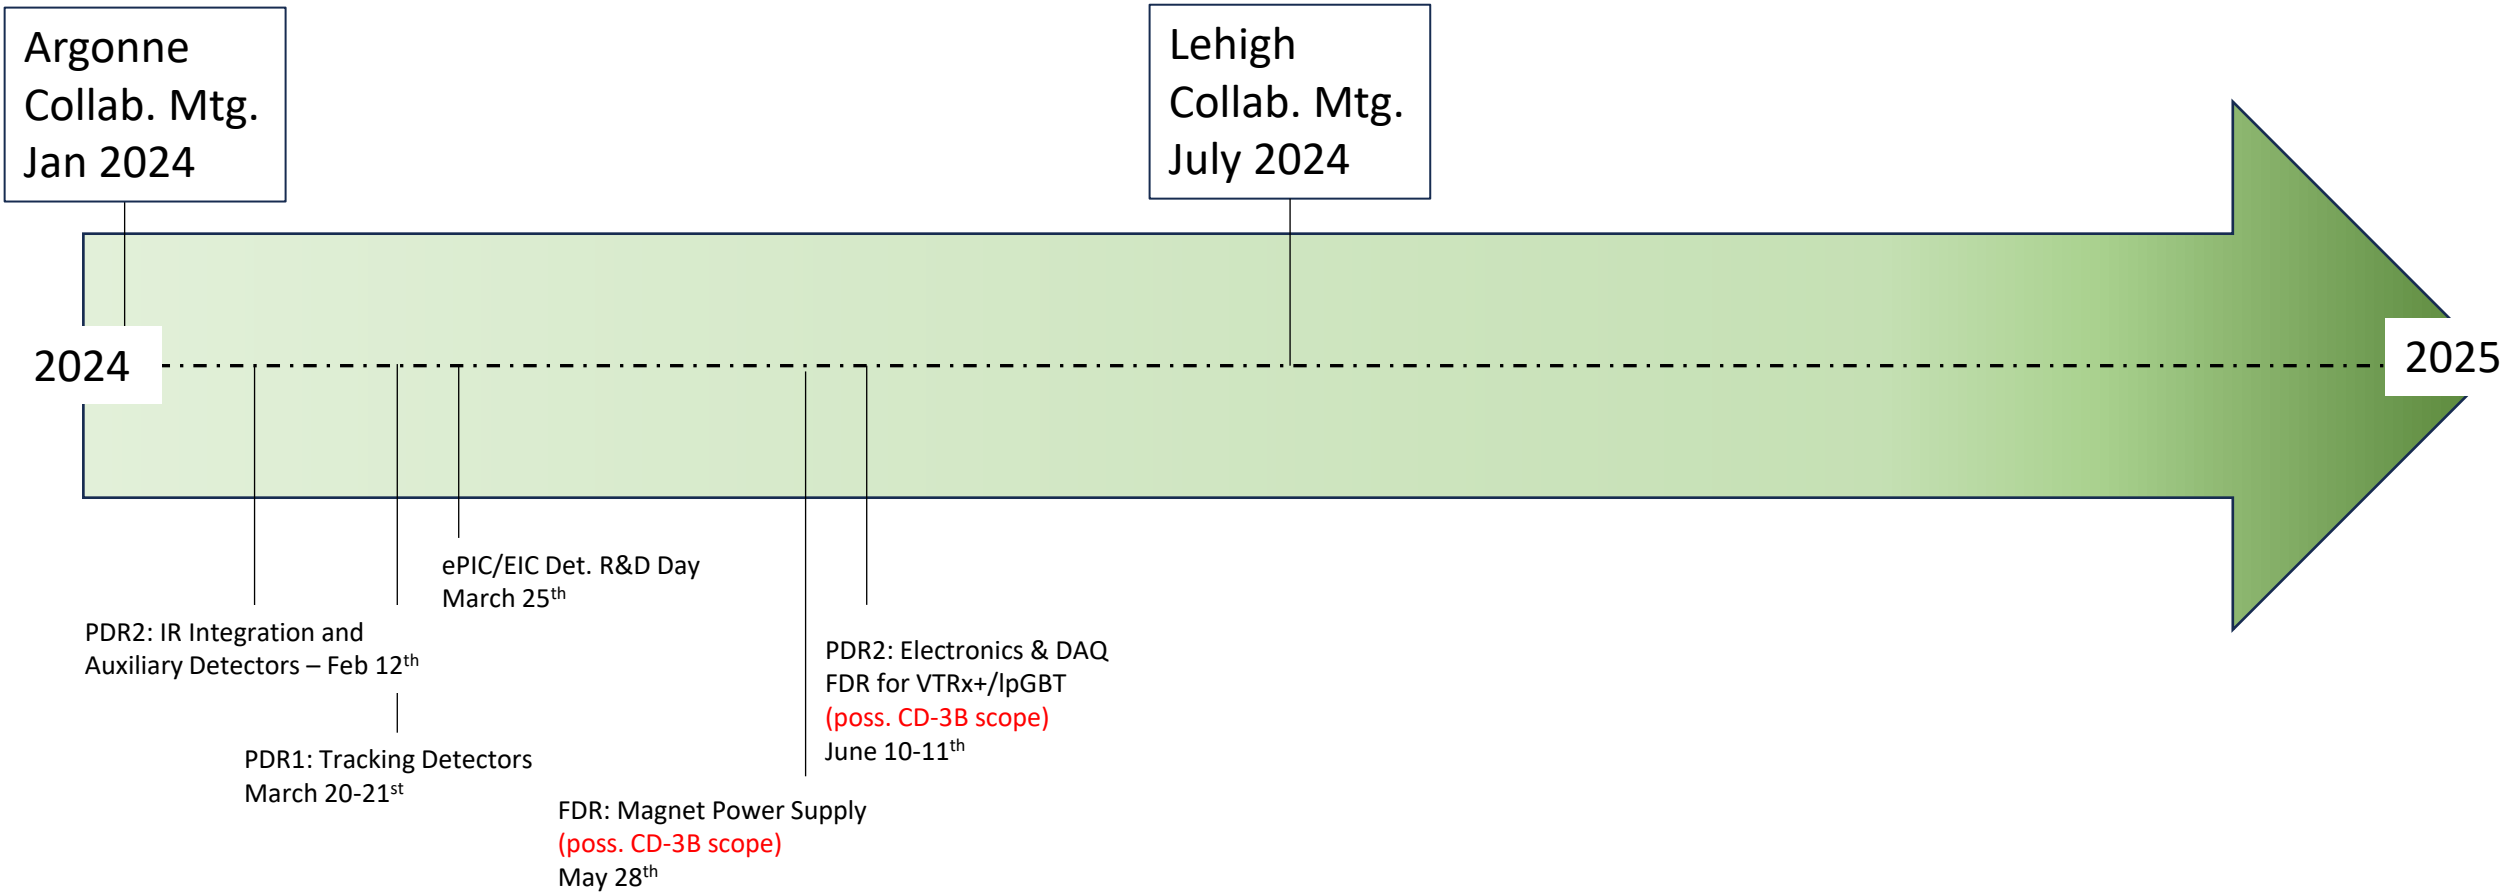 Argonne
Collab. Mtg.
Jan 2024
Lehigh
Collab. Mtg.
July 2024
2024
2025
ePIC/EIC Det. R&D Day
March 25th
PDR2: IR Integration and
Auxiliary Detectors – Feb 12th
PDR1: Tracking Detectors
March 20-21st
PDR2: Electronics & DAQ
FDR for VTRx+/lpGBT
(poss. CD-3B scope)
June 10-11th
FDR: Magnet Power Supply
(poss. CD-3B scope)
May 28th